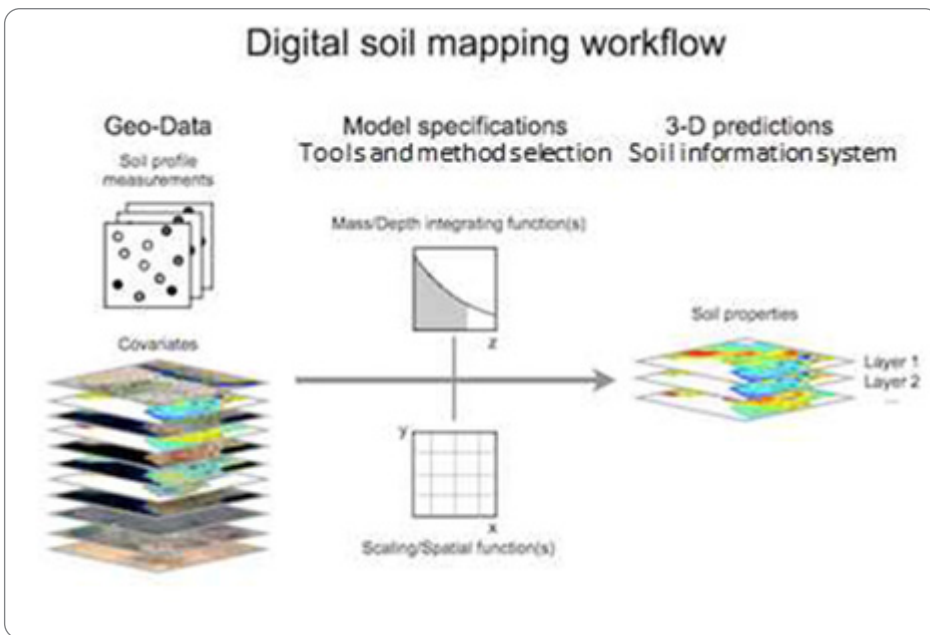 Digital soil mapping workflow
Geo-Data
Soil profile
measurements
Covariates
Model specifications
Tools and method selection
Mass/Depth integrating function(s)
z
y
x
Scaling/Spatial function(s)
3-D predictions
Soil information system
Soil properties
Layer 1
Layer 2
...